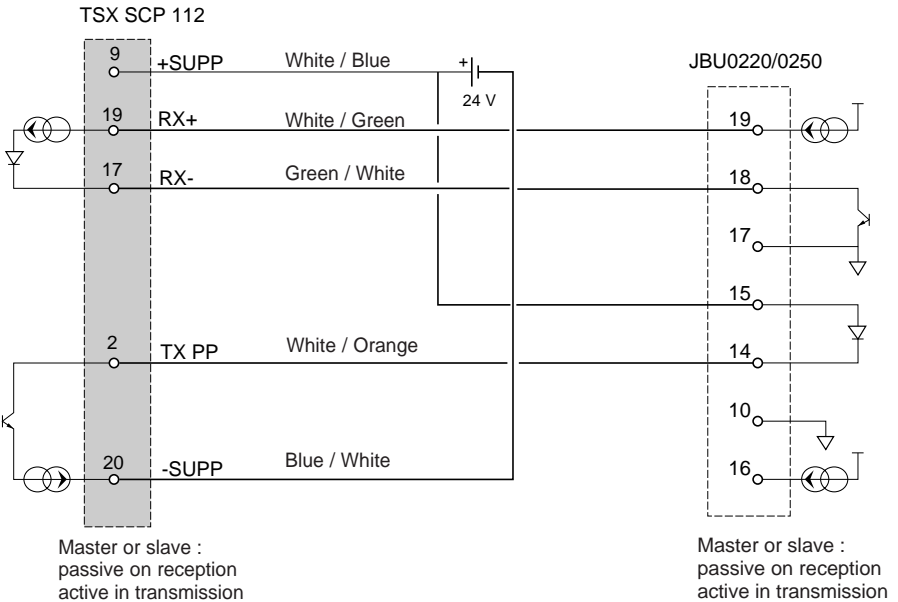 TSX SCP 112
JBU0220/0250
9 +SUPP White / Blue + 24 V
19 RX+ White / Green 19
17 RX- Green / White 18
17
15
2 TX PP White / Orange 14
10
20 -SUPP Blue / White 16
Master or slave :
passive on reception
active in transmission
Master or slave :
passive on reception
active in transmission